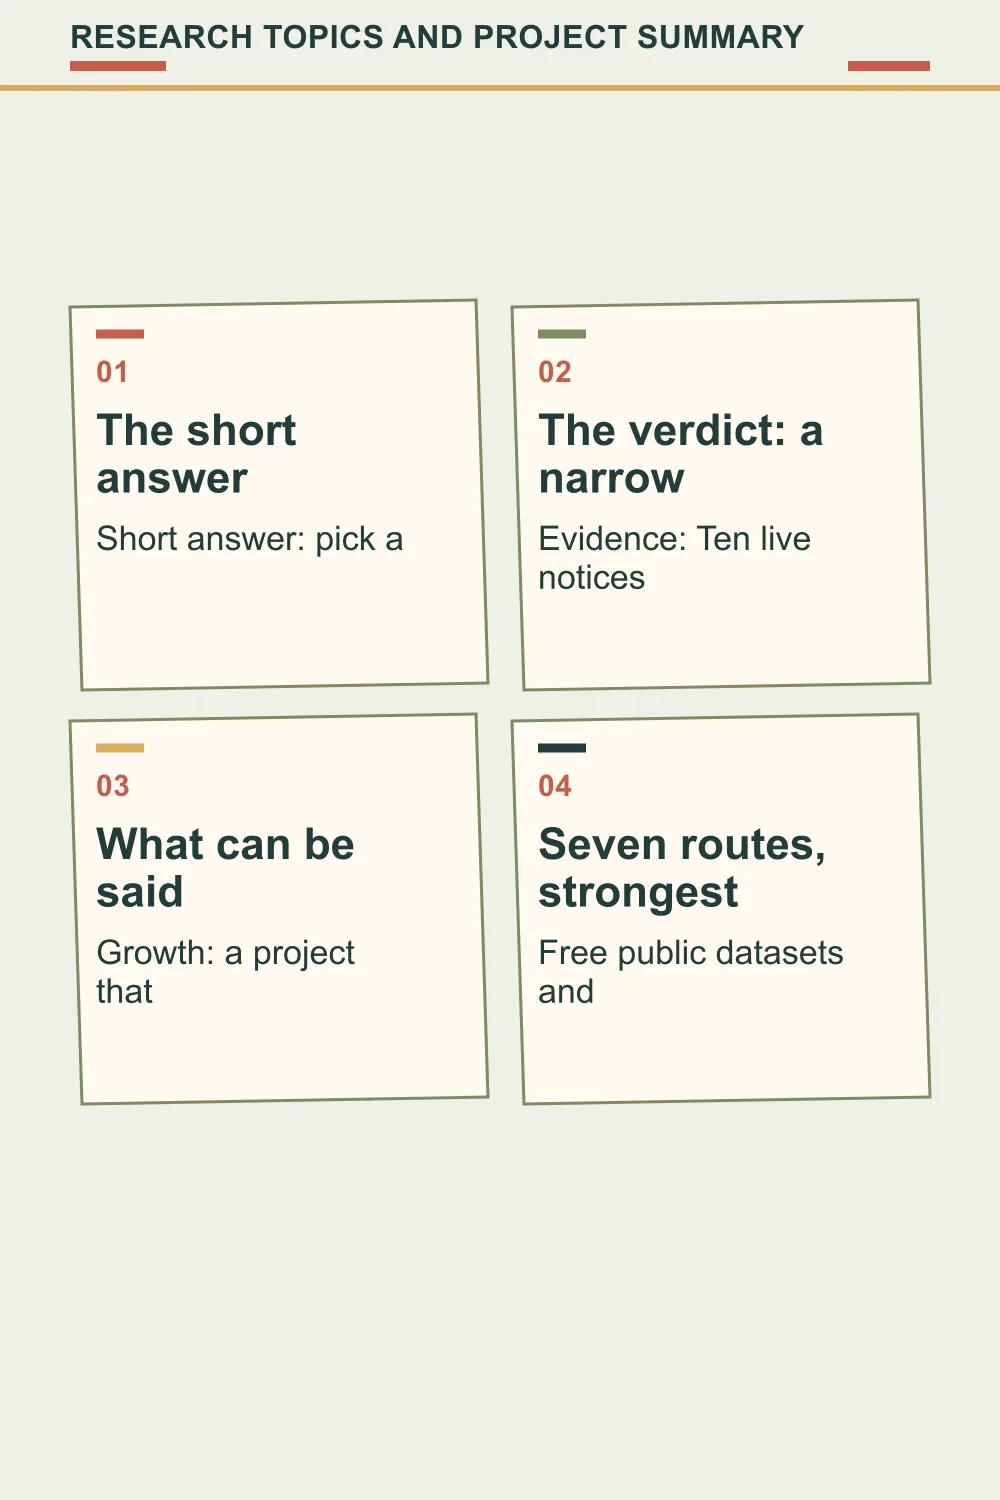 RESEARCH TOPICS AND PROJECT SUMMARY
01
The short
answer
Short answer: pick a
02
The verdict: a
narrow
Evidence: Ten live
notices
03
What can be
said
Growth: a project
that
04
Seven routes,
strongest
Free public datasets
and